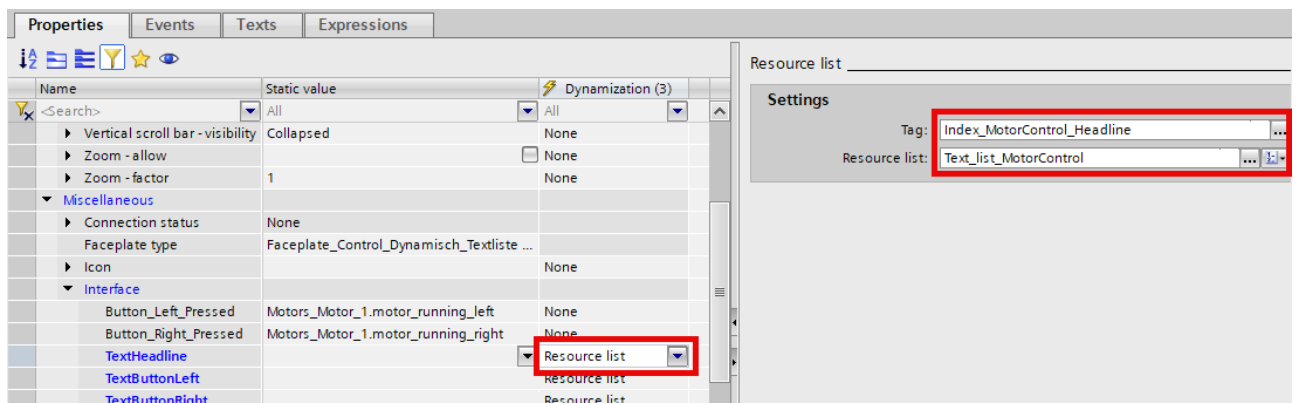 Properties Events Texts Expressions
Name Static value Dynamization (3)
<Search> All All
Vertical scroll bar - visibility Collapsed None
Zoom - allow None
Zoom - factor 1 None
Miscellaneous
Connection status None
Faceplate type Faceplate_Control_Dynamisch_Textliste ...
Icon None
Interface
Button_Left_Pressed Motors_Motor_1.motor_running_left None
Button_Right_Pressed Motors_Motor_1.motor_running_right None
TextHeadline Resource list
TextButtonLeft Resource list
TextButtonRight Resource list
Resource list
Settings
Tag: Index_MotorControl_Headline ...
Resource list: Text_list_MotorControl ...